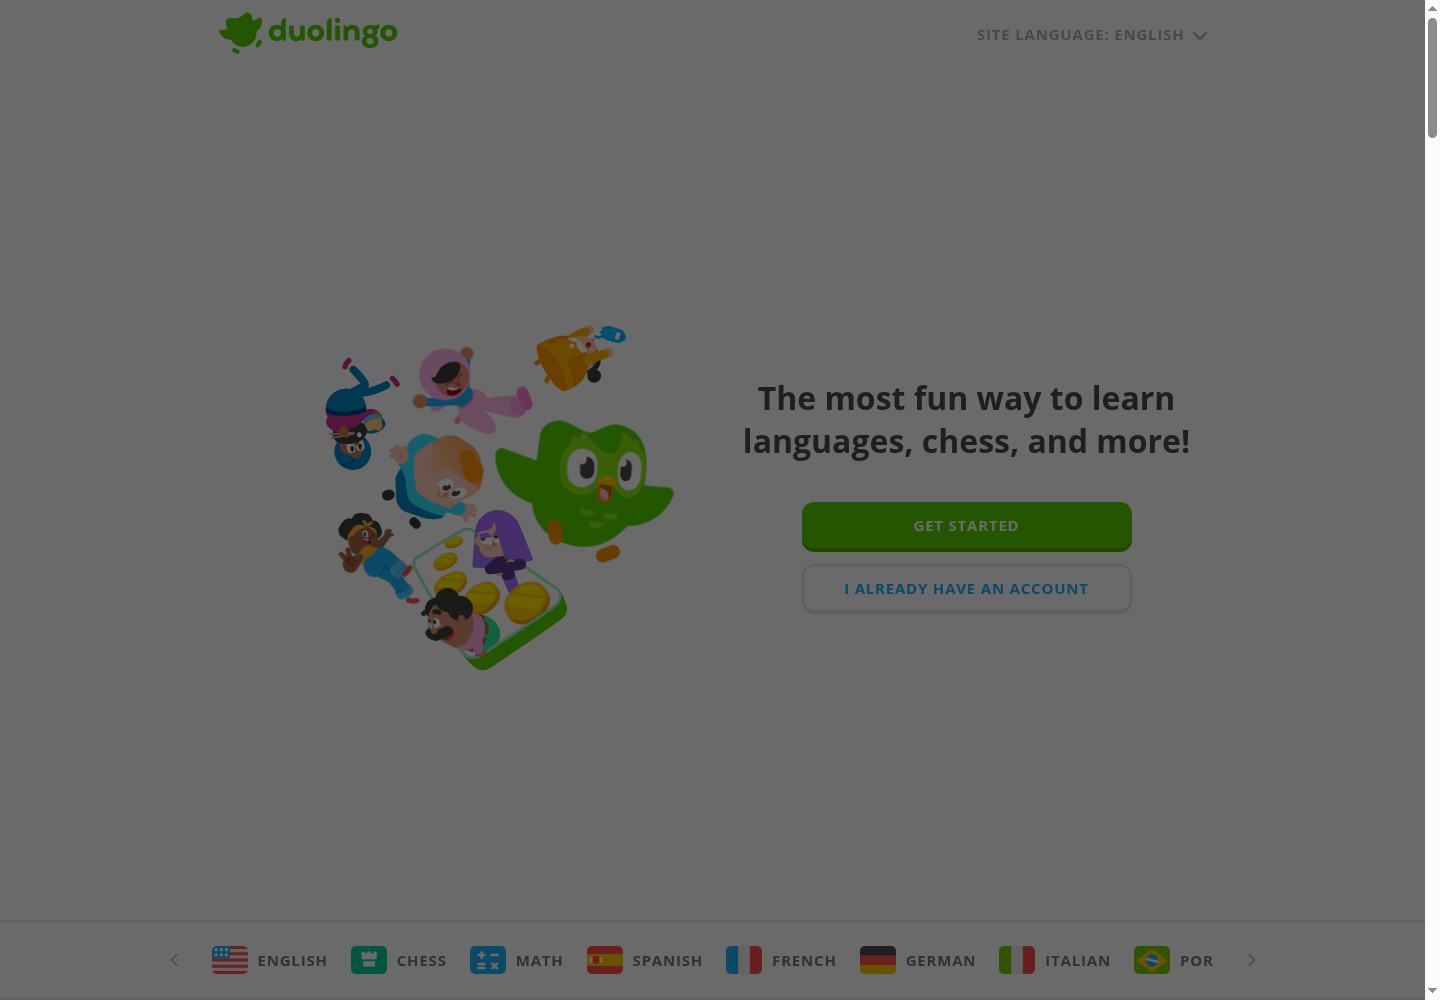 duolingo
SITE LANGUAGE: ENGLISH
The most fun way to learn
languages, chess, and more!
GET STARTED
I ALREADY HAVE AN ACCOUNT
ENGLISH CHESS MATH SPANISH FRENCH GERMAN ITALIAN POR